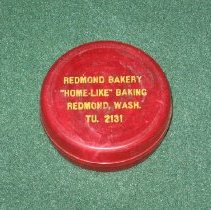 REDMOND BAKERY
"HOME-LIKE" BAKING
REDMOND, WASH.
TU. 2131